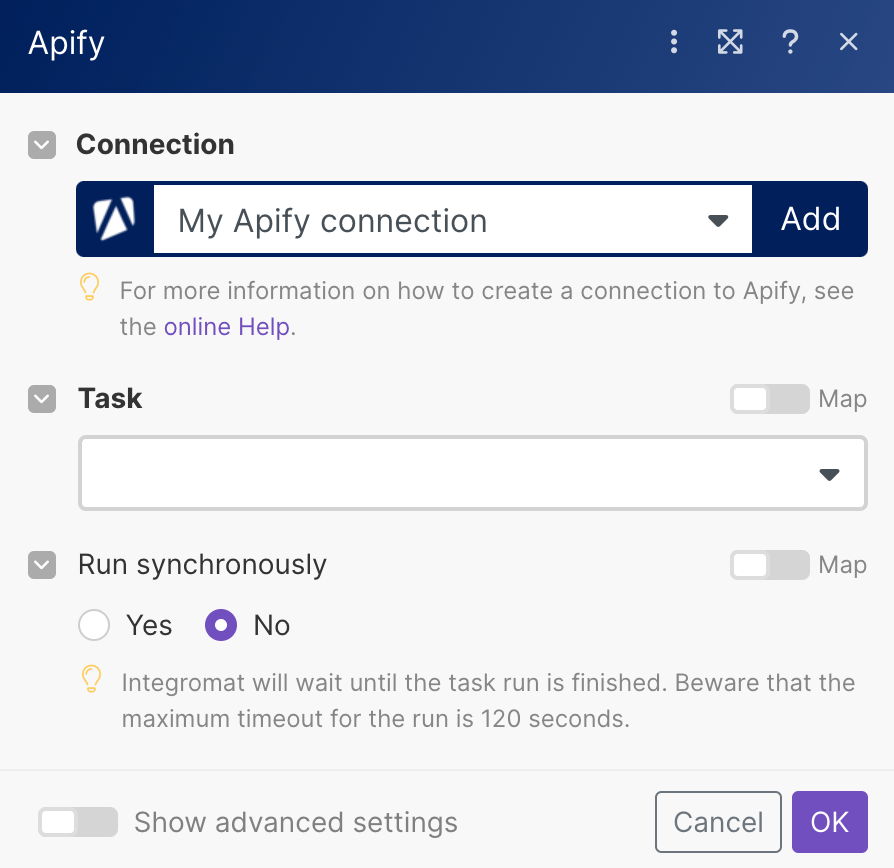 Apify
Connection
My Apify connection
Add
For more information on how to create a connection to Apify, see
the online Help.
Task
Map
Run synchronously
Map
Yes
No
Integromat will wait until the task run is finished. Beware that the
maximum timeout for the run is 120 seconds.
Show advanced settings
Cancel
OK